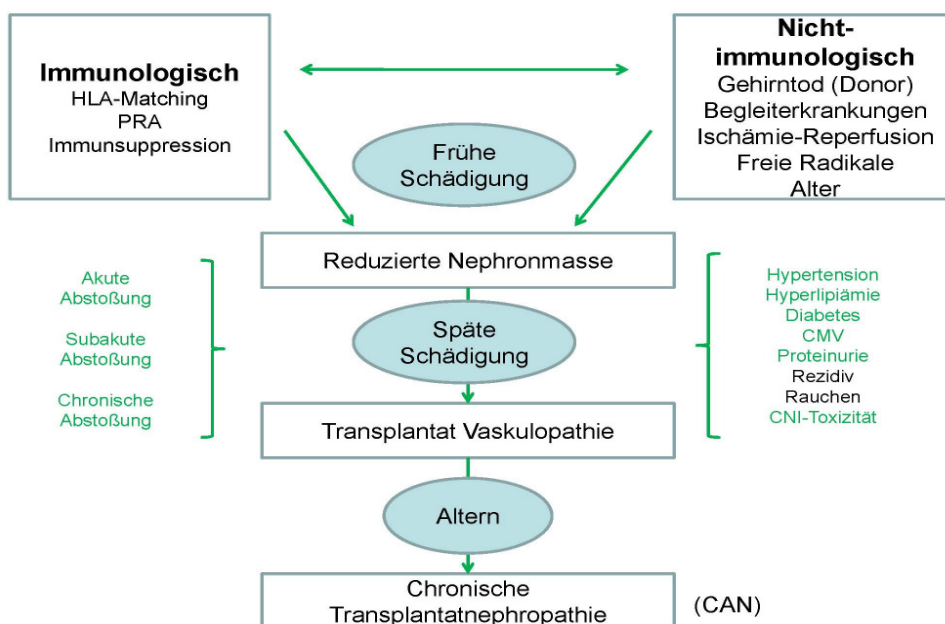 Immunologisch
HLA-Matching
PRA
Immunsuppression
Nicht-
immunologisch
Gehirntod (Donor)
Begleiterkrankungen
Ischämie-Reperfusion
Freie Radikale
Alter
Frühe
Schädigung
Reduzierte Nephronmasse
Akute
Abstoßung
Subakute
Abstoßung
Chronische
Abstoßung
Späte
Schädigung
Hypertension
Hyperlipiämie
Diabetes
CMV
Proteinurie
Rezidiv
Rauchen
CNI-Toxizität
Transplantat Vaskulopathie
Altern
Chronische
Transplantatnephropathie
(CAN)